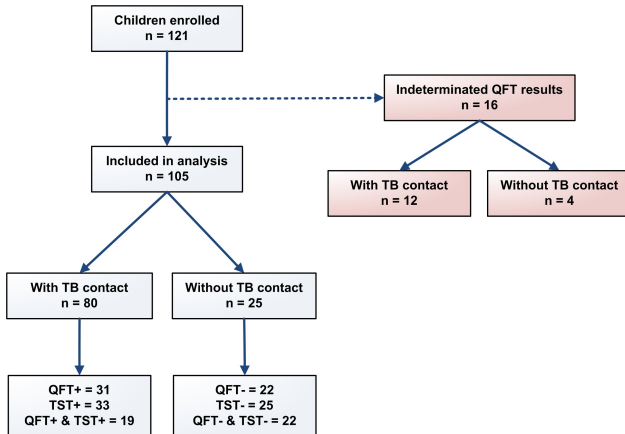 Children enrolled
n = 121
Indeterminated QFT results
n = 16
Included in analysis
n = 105
With TB contact
n = 12
Without TB contact
n = 4
With TB contact
n = 80
Without TB contact
n = 25
QFT+ = 31
TST+ = 33
QFT+ & TST+ = 19
QFT- = 22
TST- = 25
QFT- & TST- = 22